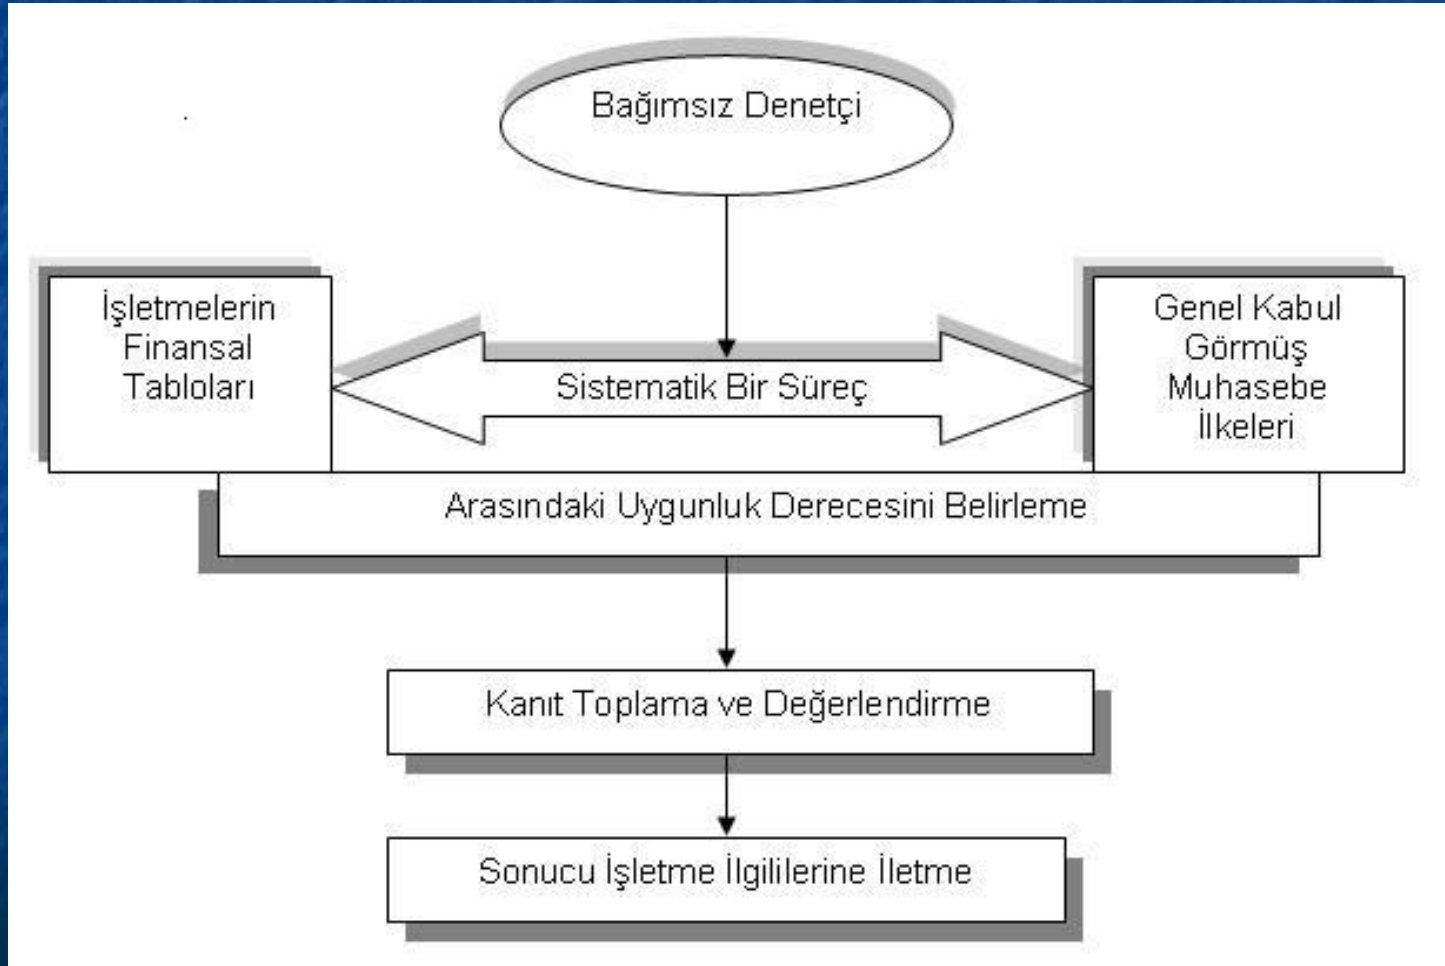 Bağımsız Denetçi
İşletmelerin
Finansal
Tabloları
Sistematik Bir Süreç
Genel Kabul
Görmüş
Muhasebe
İlkeleri
Arasındaki Uygunluk Derecesini Belirleme
Kanıt Toplama ve Değerlendirme
Sonucu İşletme İlgililerine İletme